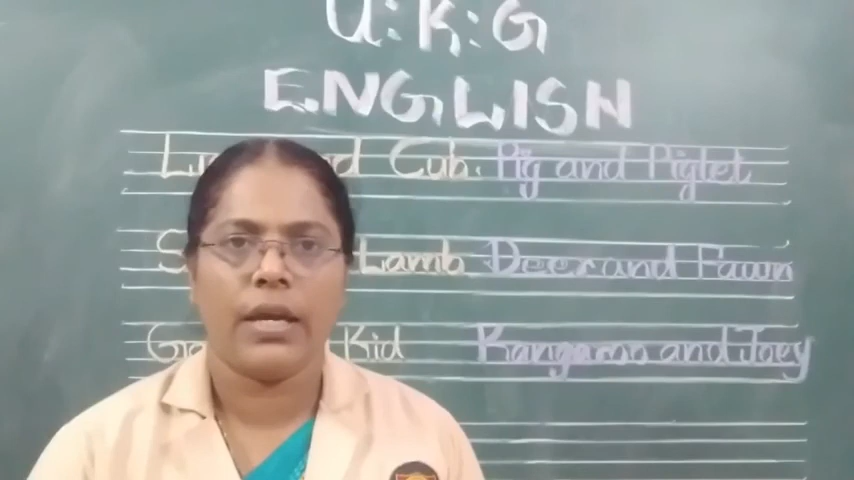 U:K:G
ENGLISH
Cub. Pig and Piglet
Lamb Deer and Fawn
Kid Kangaroo and Joey